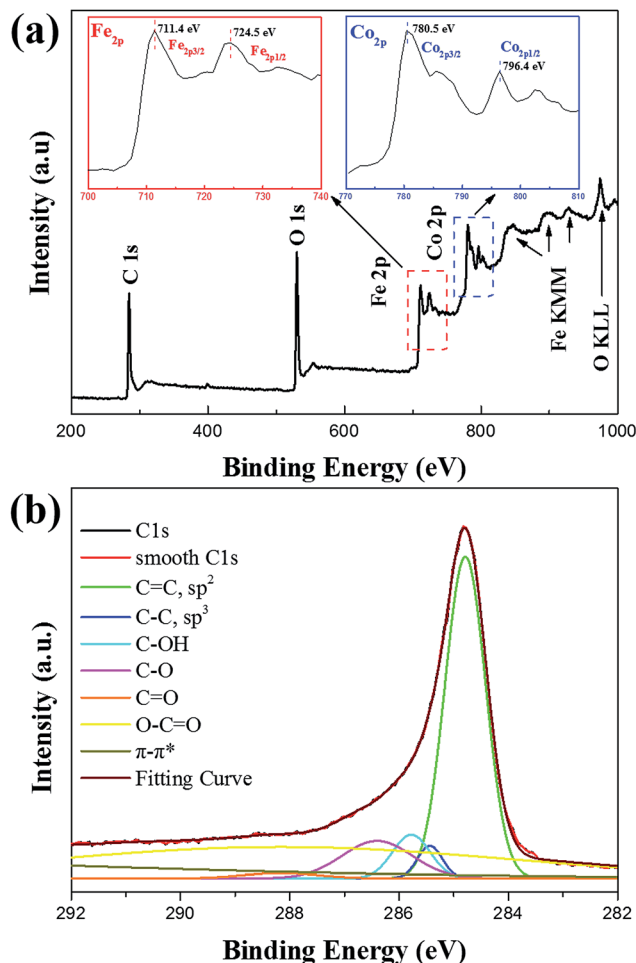 (a)
Fe2p
711.4 eV
Fe2p3/2
724.5 eV
Fe2p1/2
700 710 720 730 740
Co2p
780.5 eV
Co2p3/2
Co2p1/2
796.4 eV
770 780 790 800 810
Intensity (a.u)
C 1s
O 1s
Fe 2p
Co 2p
Fe KMM
O KLL
200 400 600 800 1000
Binding Energy (eV)
(b)
C1s
smooth C1s
C=C, sp²
C-C, sp³
C-OH
C-O
C=O
O-C=O
π-π*
Fitting Curve
Intensity (a.u.)
292 290 288 286 284 282
Binding Energy (eV)